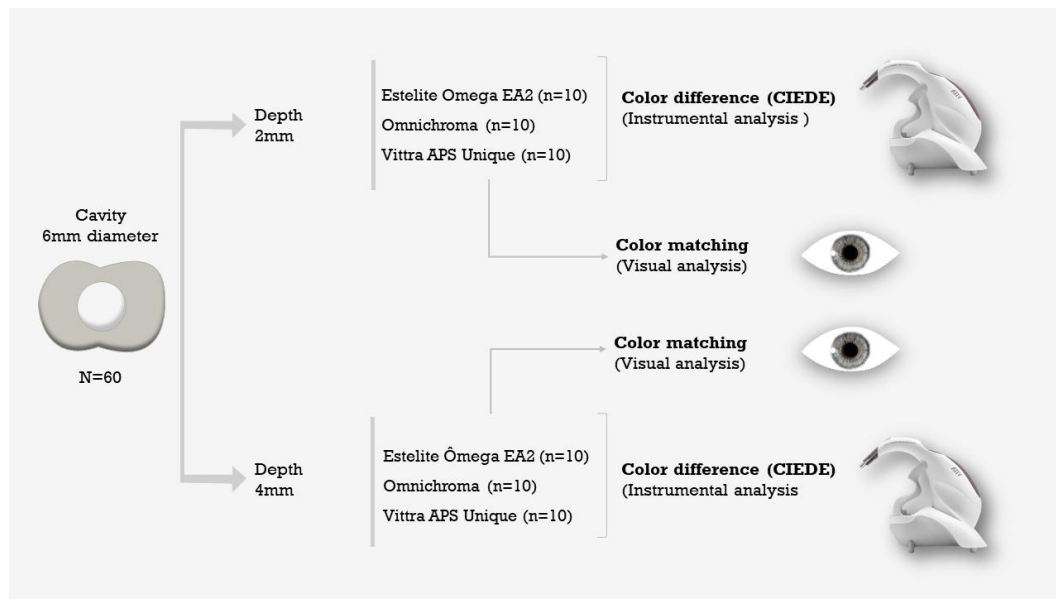 Cavity
6mm diameter
N=60
Depth
2mm
Estelite Omega EA2 (n=10)
Omnichroma (n=10)
Vittra APS Unique (n=10)
Color difference (CIEDE)
(Instrumental analysis )
Color matching
(Visual analysis)
Color matching
(Visual analysis)
Depth
4mm
Estelite Ômega EA2 (n=10)
Omnichroma (n=10)
Vittra APS Unique (n=10)
Color difference (CIEDE)
(Instrumental analysis